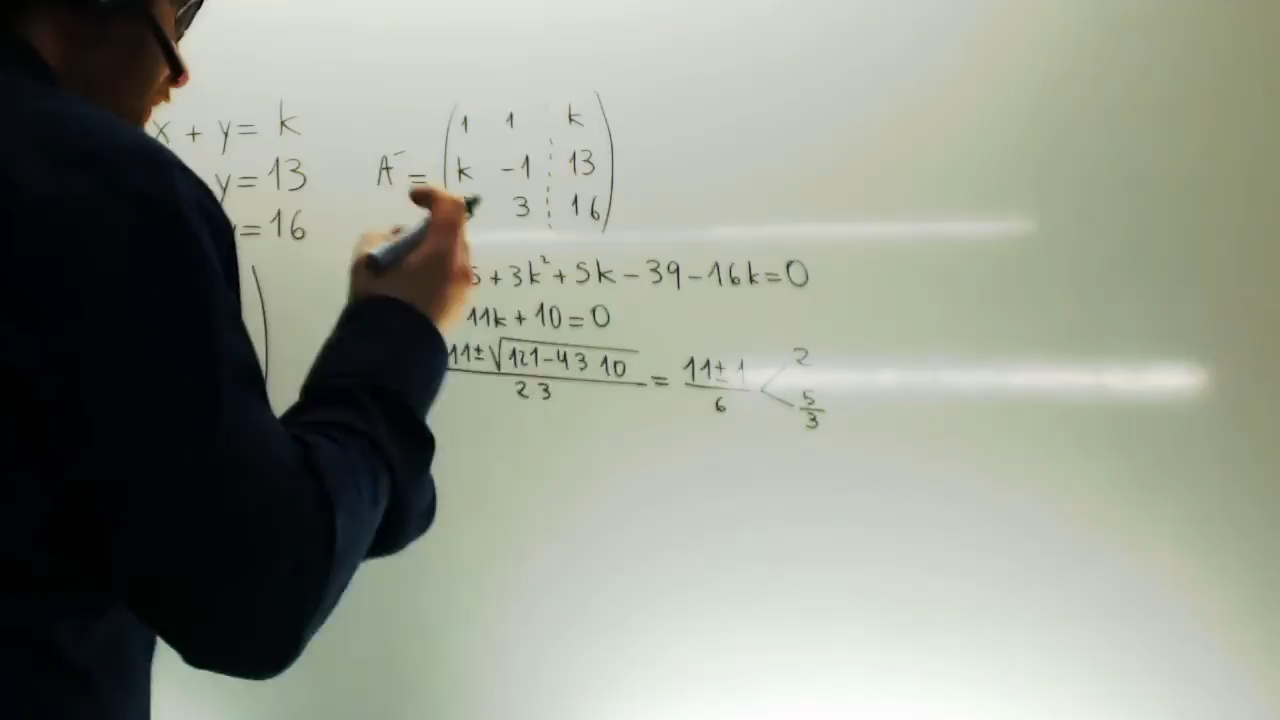 x + y = k
y = 13
= 16
A⁻ = ( 1 1 k
k -1 13
3 16 )
+ 3k² + 5k - 39 - 16k = 0
11k + 10 = 0
11 ± √121 - 4 3 10 / 2 3 = 11 ± 1 / 6 < 2
5/3